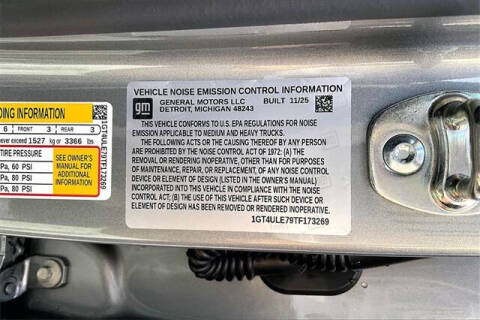 DING INFORMATION
6 FRONT 3 REAR 3
ever exceed 1527 kg or 3366 lbs
TIRE PRESSURE
Pa, 60 PSI
Pa, 80 PSI
Pa, 80 PSI
SEE OWNER'S
MANUAL FOR
ADDITIONAL
INFORMATION
1GT4ULE79TF173269
VEHICLE NOISE EMISSION CONTROL INFORMATION
gm
GENERAL MOTORS LLC BUILT 11/25
DETROIT, MICHIGAN 48243
THIS VEHICLE CONFORMS TO U.S. EPA REGULATIONS FOR NOISE
EMISSION APPLICABLE TO MEDIUM AND HEAVY TRUCKS.
THE FOLLOWING ACTS OR THE CAUSING THEREOF BY ANY PERSON
ARE PROHIBITED BY THE NOISE CONTROL ACT OF 1972: (A) THE
REMOVAL OR RENDERING INOPERATIVE, OTHER THAN FOR PURPOSES
OF MAINTENANCE, REPAIR, OR REPLACEMENT, OF ANY NOISE CONTROL
DEVICE OR ELEMENT OF DESIGN (LISTED IN THE OWNER'S MANUAL)
INCORPORATED INTO THIS VEHICLE IN COMPLIANCE WITH THE NOISE
CONTROL ACT; (B) THE USE OF THIS VEHICLE AFTER SUCH DEVICE OR
ELEMENT OF DESIGN HAS BEEN REMOVED OR RENDERED INOPERATIVE.
1GT4ULE79TF173269